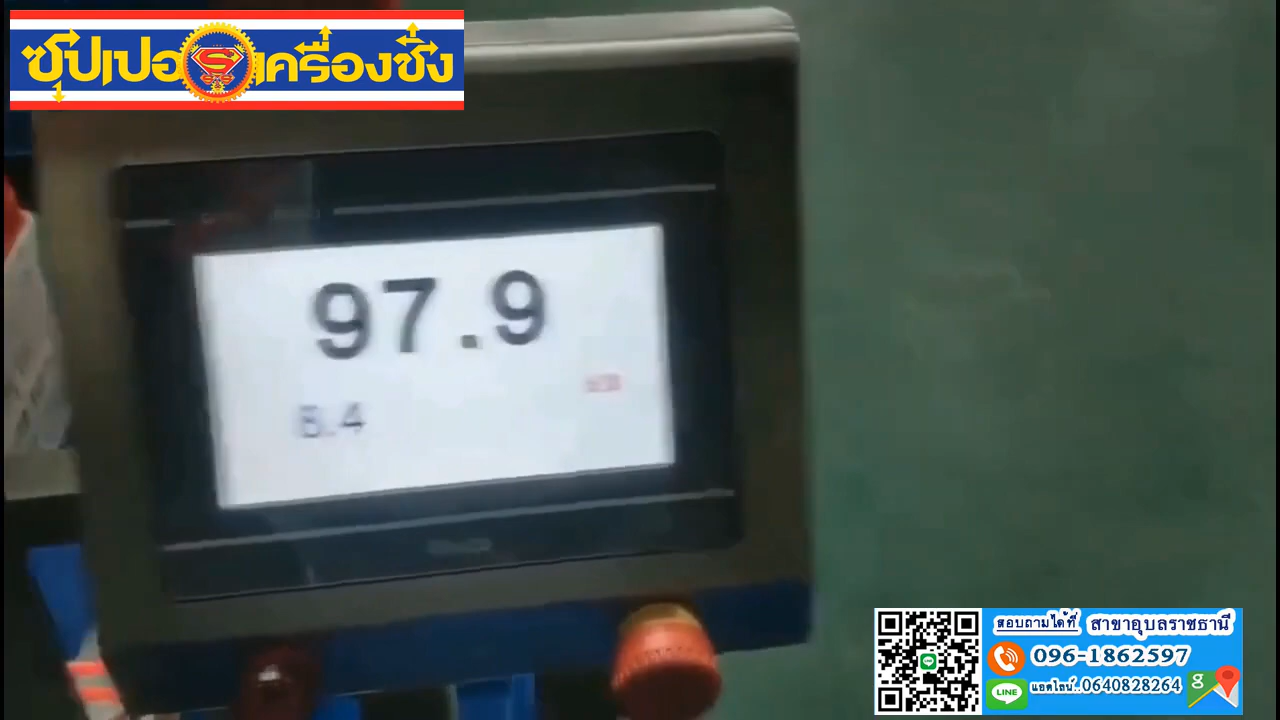 ซุปเปอร์เครื่องชั่ง
97.9
8.4
สอบถามได้ที่ สาขาอุบลราชธานี
096-1862597
LINE แอดไลน์..0640828264